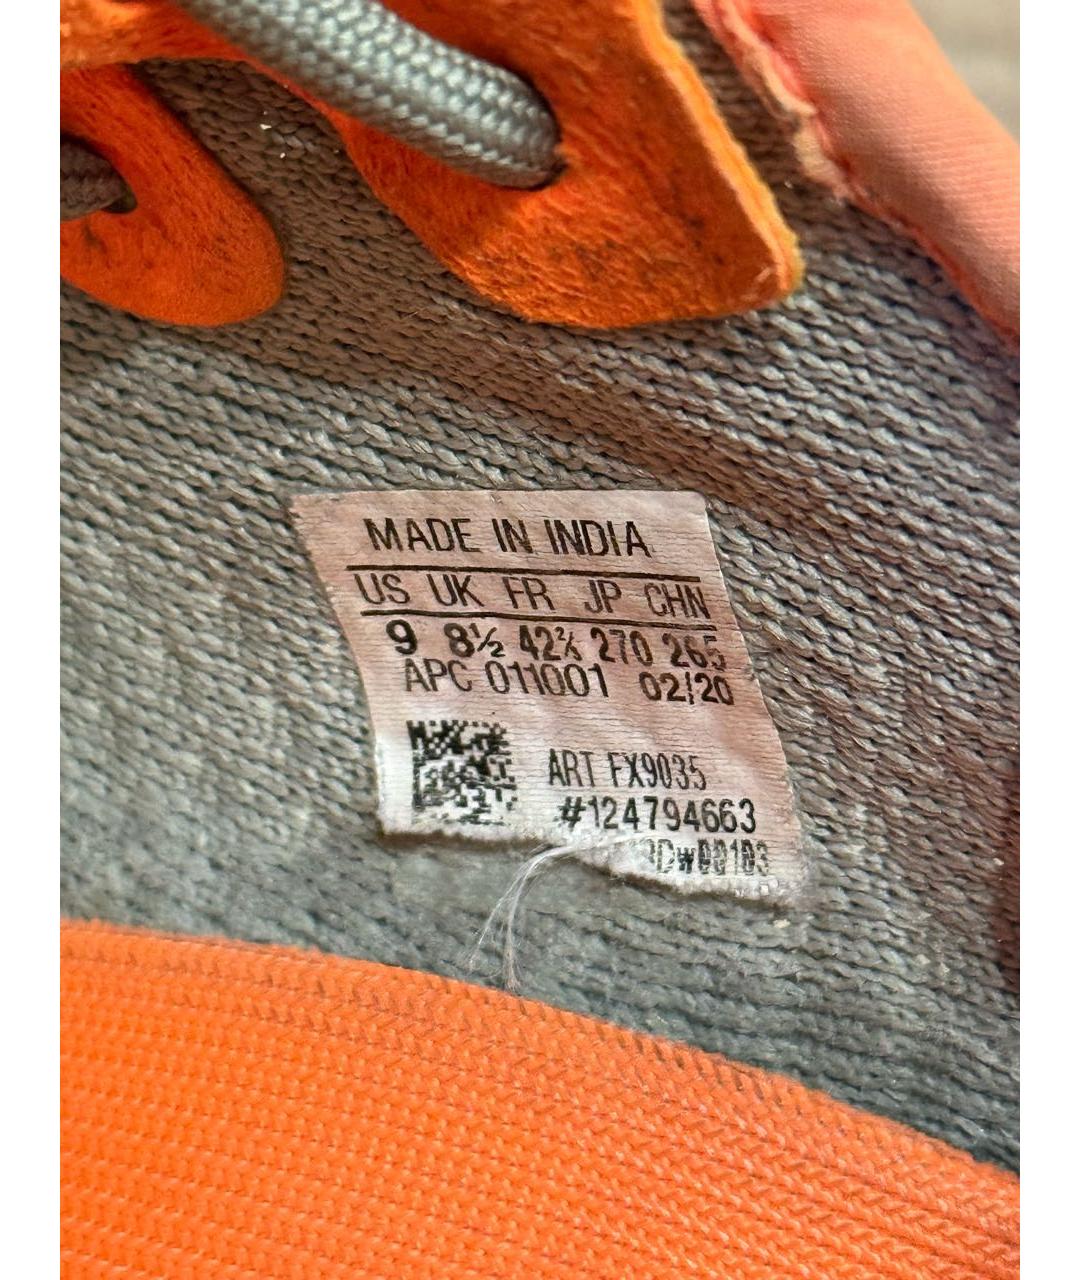 MADE IN INDIA
US UK FR JP CHN
9 8½ 42⅔ 270 265
APC 011001 02/20
ART FX9035
#124794663